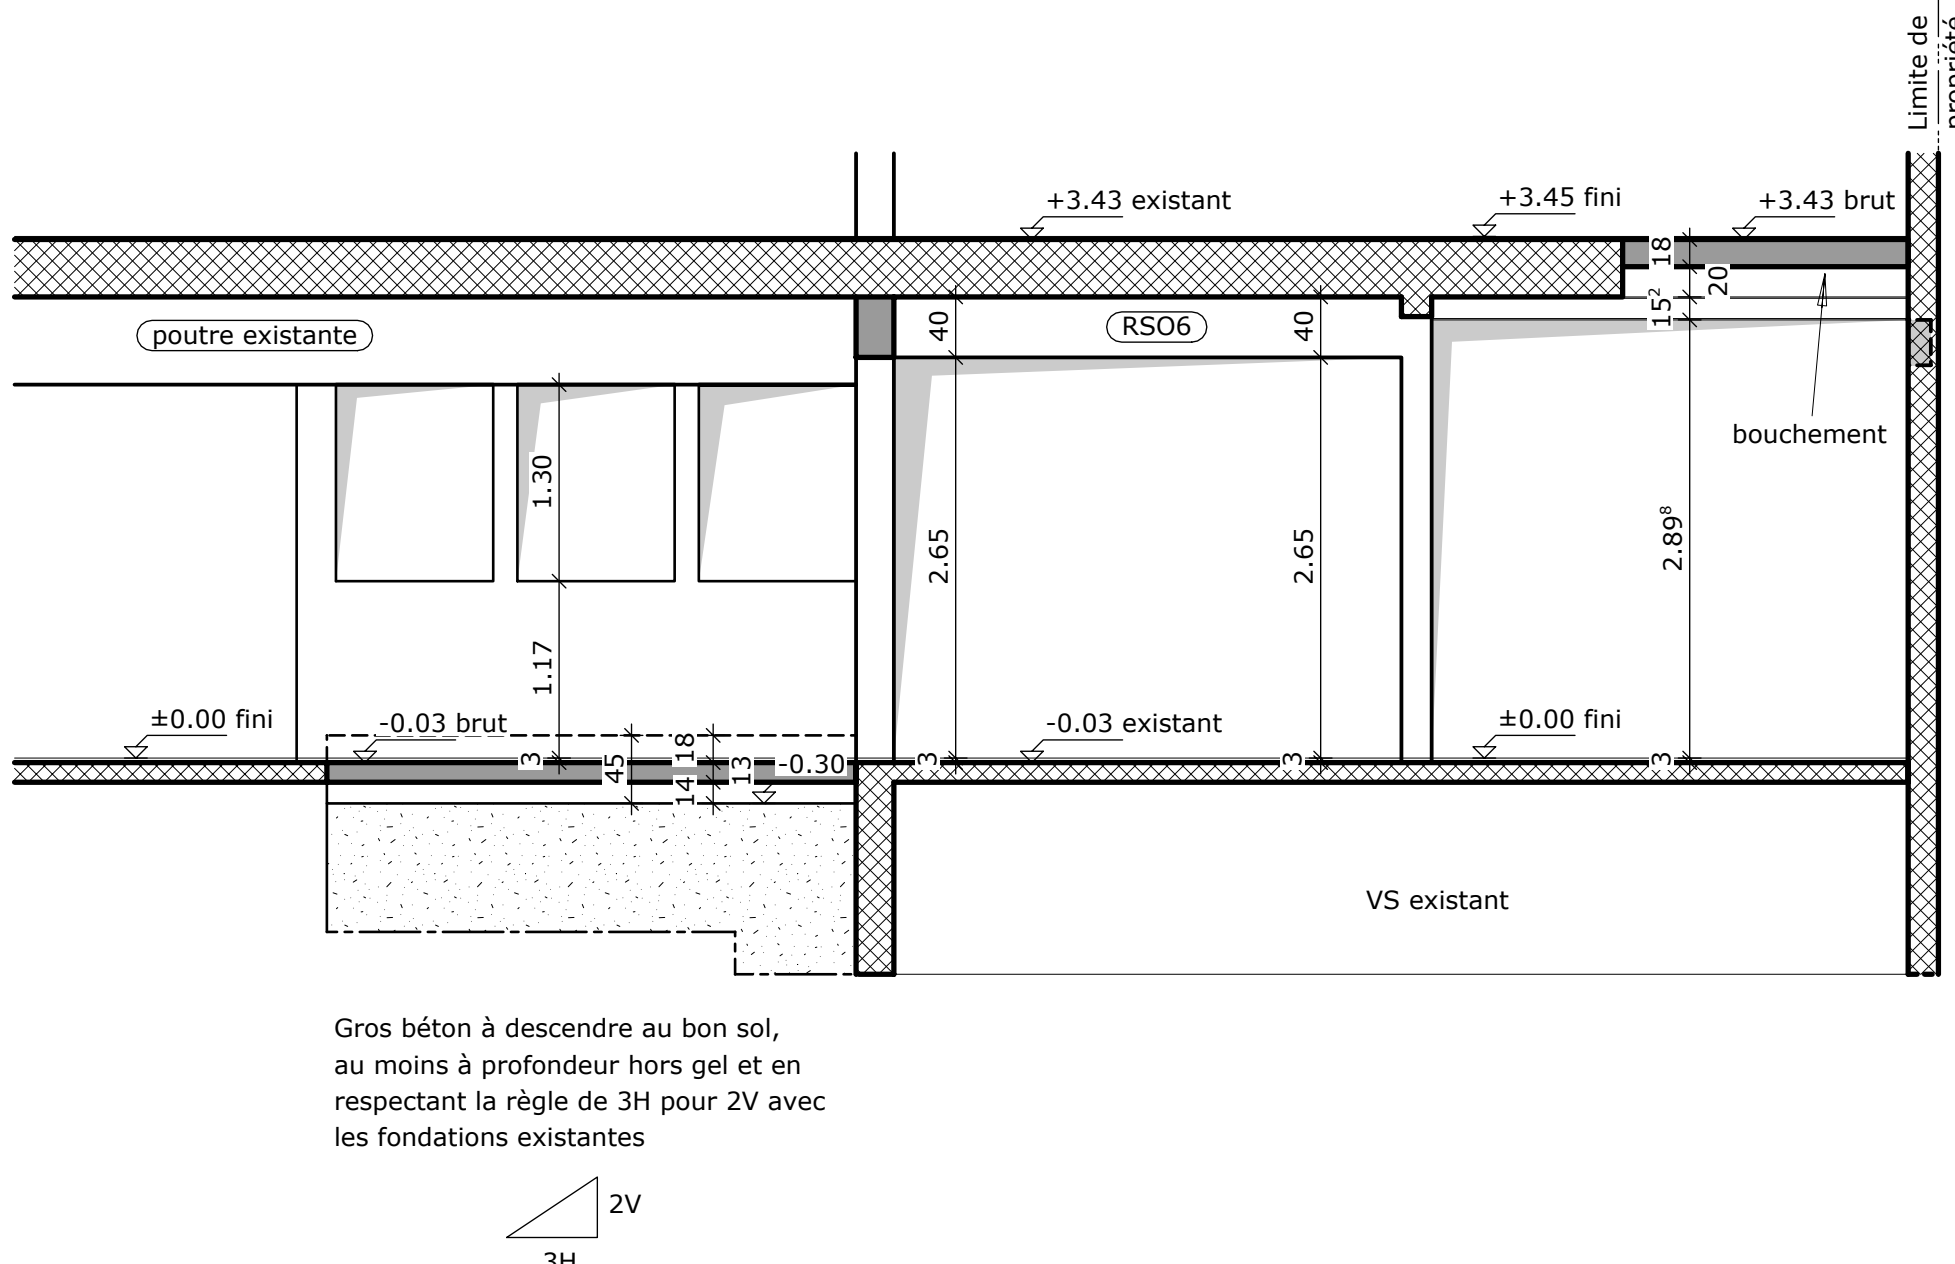 Limite de
propriété
+3.43 existant
+3.45 fini
+3.43 brut
18
20
15²
poutre existante
40
RSO6
40
bouchement
1.30
2.65
2.65
2.89⁸
1.17
±0.00 fini
-0.03 brut
-0.03 existant
±0.00 fini
3
45
18
14
13
-0.30
3
3
3
VS existant
Gros béton à descendre au bon sol,
au moins à profondeur hors gel et en
respectant la règle de 3H pour 2V avec
les fondations existantes
2V
3H